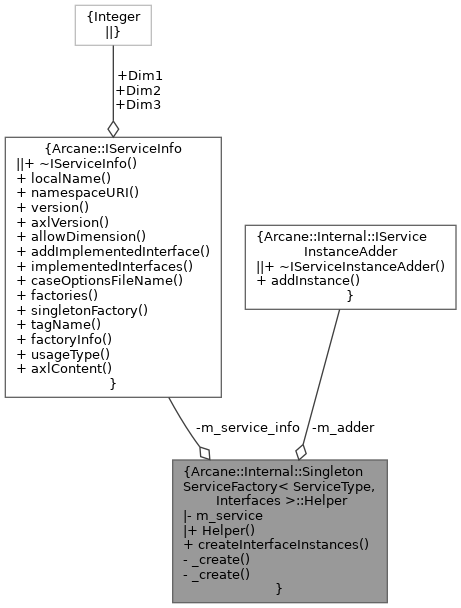 {Integer
||}
+Dim1
+Dim2
+Dim3
{Arcane::IServiceInfo
||+ ~IServiceInfo()
+ localName()
+ namespaceURI()
+ version()
+ axlVersion()
+ allowDimension()
+ addImplementedInterface()
+ implementedInterfaces()
+ caseOptionsFileName()
+ factories()
+ singletonFactory()
+ tagName()
+ factoryInfo()
+ usageType()
+ axlContent()
}
{Arcane::Internal::IService
InstanceAdder
||+ ~IServiceInstanceAdder()
+ addInstance()
}
-m_service_info
-m_adder
{Arcane::Internal::Singleton
ServiceFactory< ServiceType,
Interfaces >::Helper
|- m_service
|+ Helper()
+ createInterfaceInstances()
- _create()
- _create()
}